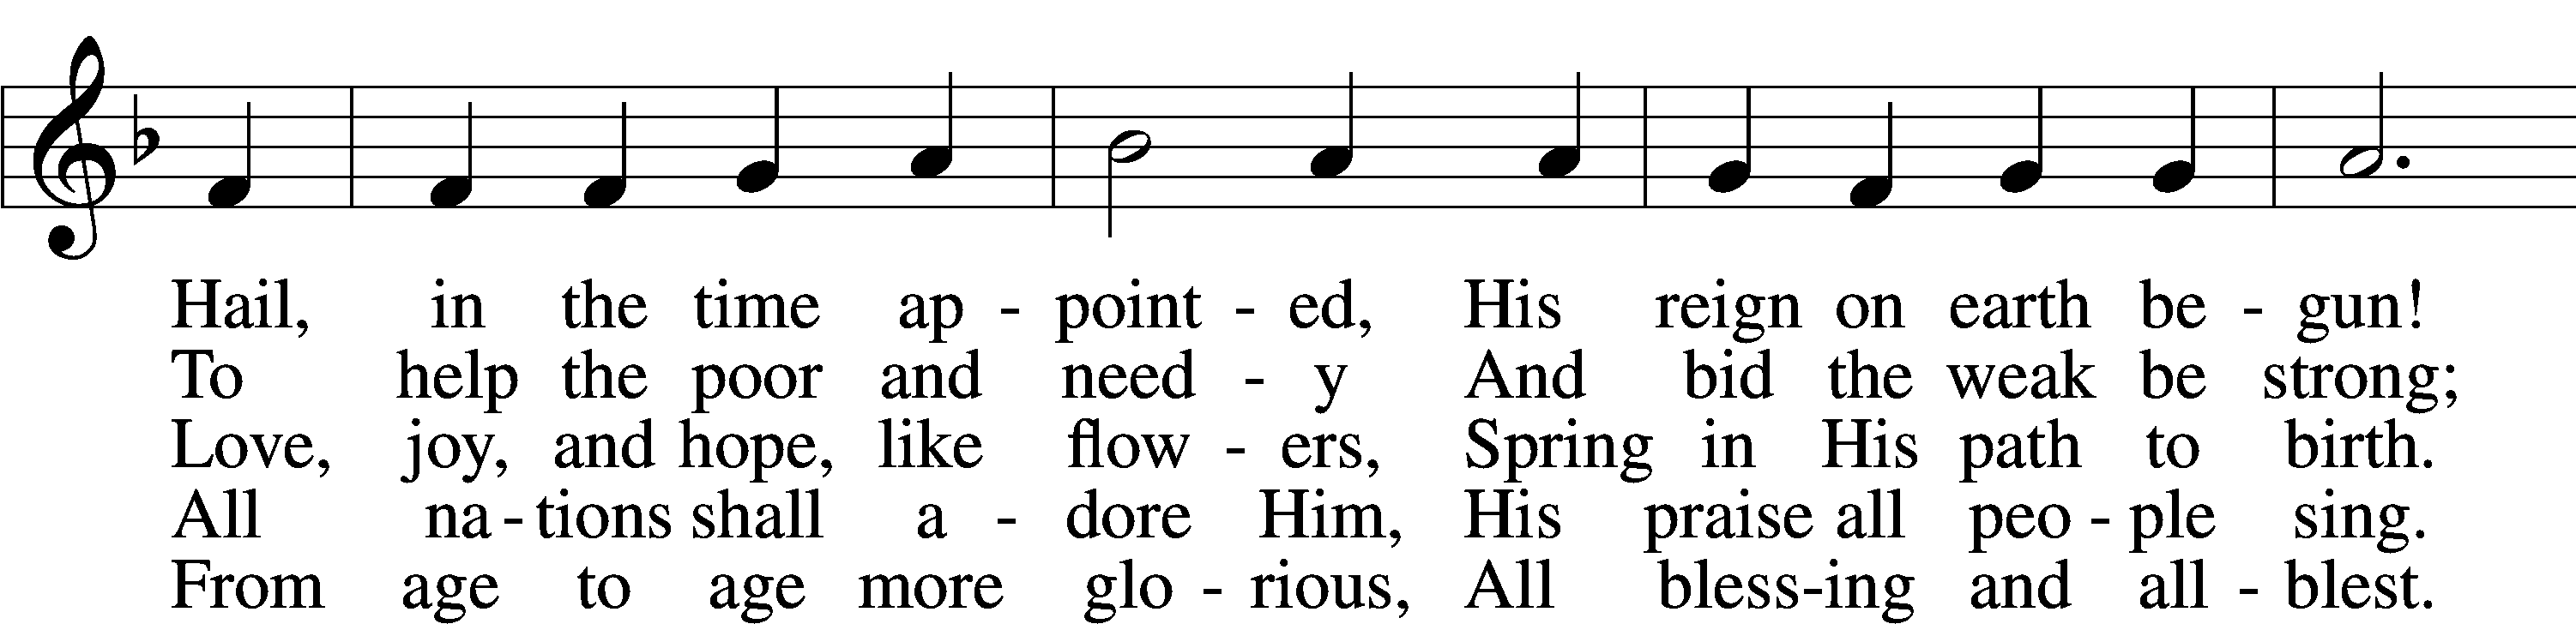 Hail, in the time ap - point - ed, His reign on earth be - gun!
To help the poor and need - y And bid the weak be strong;
Love, joy, and hope, like flow - ers, Spring in His path to birth.
All na - tions shall a - dore Him, His praise all peo - ple sing.
From age to age more glo - rious, All bless-ing and all - blest.